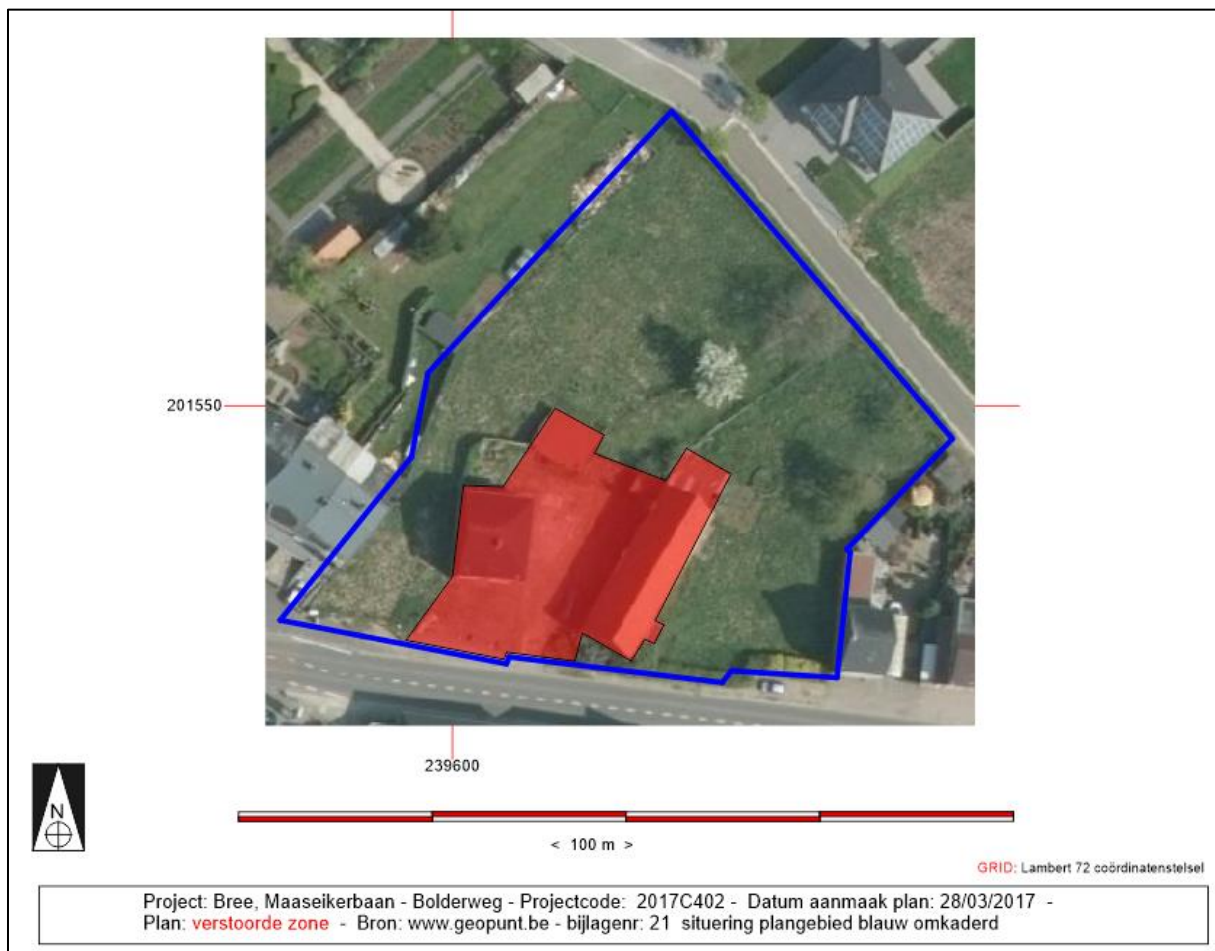 201550
239600
N
< 100 m >
GRID: Lambert 72 coördinatenstelsel
Project: Bree, Maaseikerbaan - Bolderweg - Projectcode: 2017C402 - Datum aanmaak plan: 28/03/2017 -
Plan: verstoorde zone - Bron: www.geopunt.be - bijlagenr: 21 situering plangebied blauw omkaderd